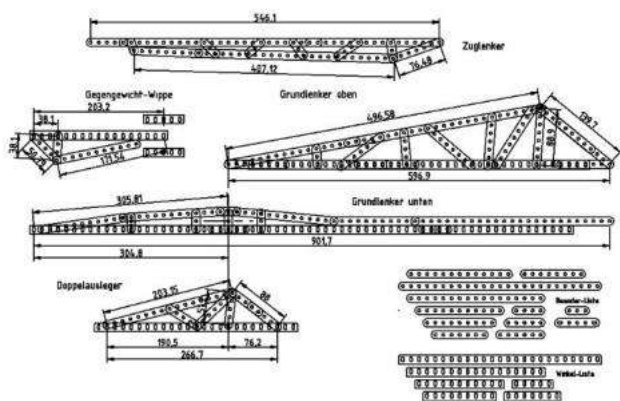 546.1
Zuglenker
407.12
76.48
Gegengewicht-Wippe
203.2
38.1
38.1
171.54
Grundlenker oben
496.58
139.7
88.9
596.9
305.81
Grundlenker unten
901.7
304.8
Doppelausleger
203.15
88
190.5
76.2
266.7
Baender-Liste
Winkel-Liste